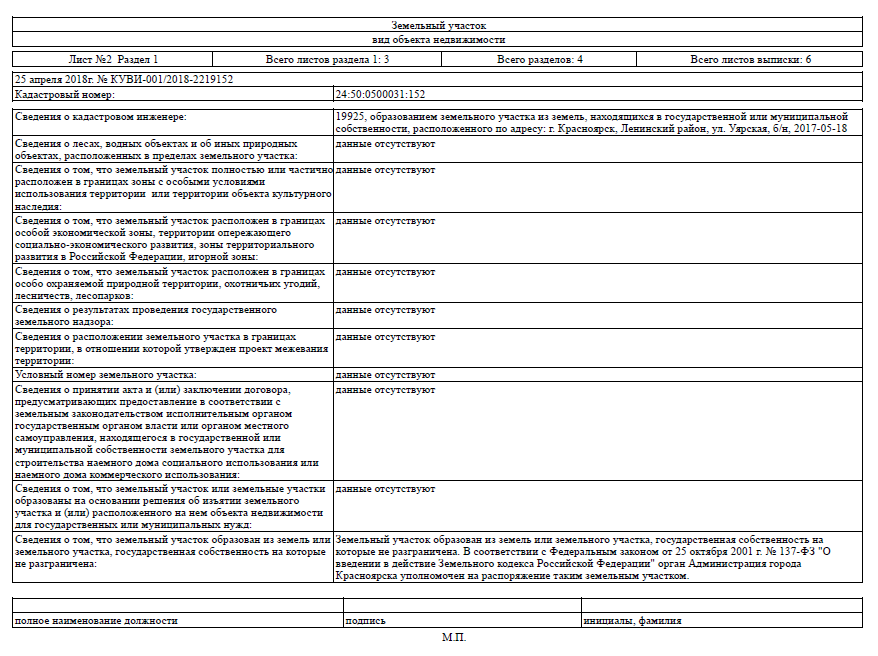 Земельный участок
вид объекта недвижимости
Лист №2 Раздел 1 Всего листов раздела 1: 3 Всего разделов: 4 Всего листов выписки: 6
25 апреля 2018г. № КУВИ-001/2018-2219152
Кадастровый номер: 24:50:0500031:152
Сведения о кадастровом инженере: 19925, образованием земельного участка из земель, находящихся в государственной или муниципальной
собственности, расположенного по адресу: г. Красноярск, Ленинский район, ул. Уярская, б/н, 2017-05-18
Сведения о лесах, водных объектах и об иных природных данные отсутствуют
объектах, расположенных в пределах земельного участка:
Сведения о том, что земельный участок полностью или частично данные отсутствуют
расположен в границах зоны с особыми условиями
использования территории или территории объекта культурного
наследия:
Сведения о том, что земельный участок расположен в границах данные отсутствуют
особой экономической зоны, территории опережающего
социально-экономического развития, зоны территориального
развития в Российской Федерации, игорной зоны:
Сведения о том, что земельный участок расположен в границах данные отсутствуют
особо охраняемой природной территории, охотничьих угодий,
лесничеств, лесопарков:
Сведения о результатах проведения государственного данные отсутствуют
земельного надзора:
Сведения о расположении земельного участка в границах данные отсутствуют
территории, в отношении которой утвержден проект межевания
территории:
Условный номер земельного участка: данные отсутствуют
Сведения о принятии акта и (или) заключении договора, данные отсутствуют
предусматривающих предоставление в соответствии с
земельным законодательством исполнительным органом
государственным органом власти или органом местного
самоуправления, находящегося в государственной или
муниципальной собственности земельного участка для
строительства наемного дома социального использования или
наемного дома коммерческого использования:
Сведения о том, что земельный участок или земельные участки данные отсутствуют
образованы на основании решения об изъятии земельного
участка и (или) расположенного на нем объекта недвижимости
для государственных или муниципальных нужд:
Сведения о том, что земельный участок образован из земель или Земельный участок образован из земель или земельного участка, государственная собственность на
земельного участка, государственная собственность на которые которые не разграничена. В соответствии с Федеральным законом от 25 октября 2001 г. № 137-ФЗ "О
не разграничена: введении в действие Земельного кодекса Российской Федерации" орган Администрация города
Красноярска уполномочен на распоряжение таким земельным участком.
полное наименование должности подпись инициалы, фамилия
М.П.